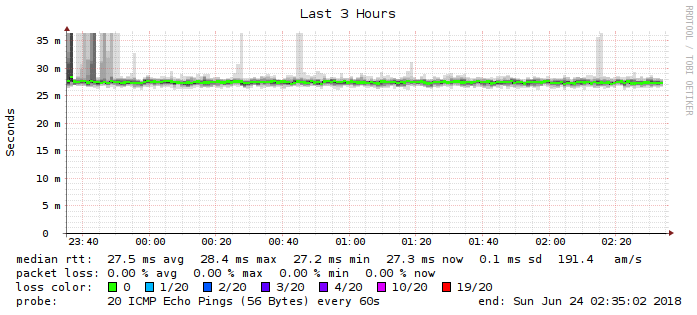 Last 3 Hours
RRDTOOL / TOBI OETIKER
Seconds
35 m
30 m
25 m
20 m
15 m
10 m
5 m
0
23:40 00:00 00:20 00:40 01:00 01:20 01:40 02:00 02:20
median rtt: 27.5 ms avg 28.4 ms max 27.2 ms min 27.3 ms now 0.1 ms sd 191.4 am/s
packet loss: 0.00 % avg 0.00 % max 0.00 % min 0.00 % now
loss color: 0 1/20 2/20 3/20 4/20 10/20 19/20
probe: 20 ICMP Echo Pings (56 Bytes) every 60s end: Sun Jun 24 02:35:02 2018